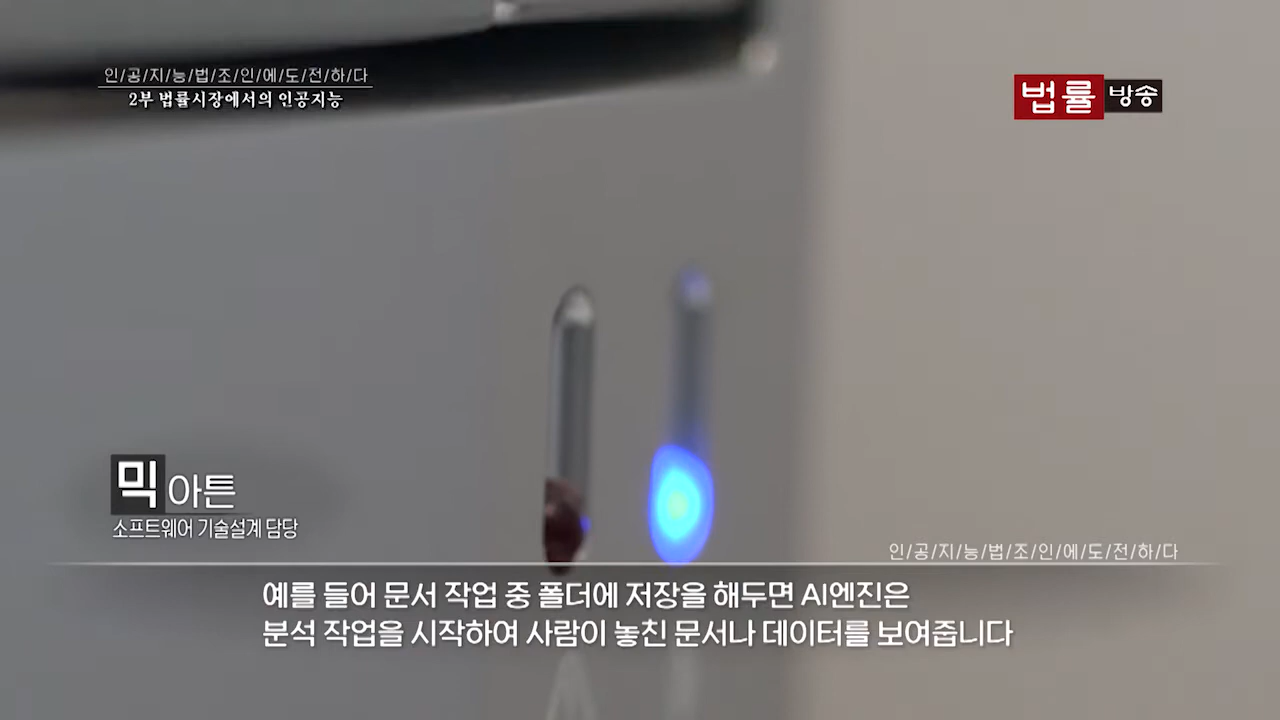 인/공/지/능/법/조/인/에/도/전/하/다
2부 법률시장에서의 인공지능
법률방송
믹 아튼
소프트웨어 기술설계 담당
인/공/지/능/법/조/인/에/도/전/하/다
예를 들어 문서 작업 중 폴더에 저장을 해두면 AI엔진은
분석 작업을 시작하여 사람이 놓친 문서나 데이터를 보여줍니다